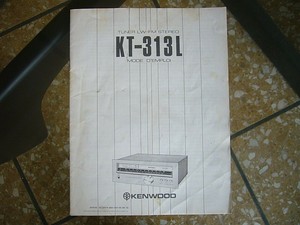 TUNER LW-FM STEREO
KT-313L
MODE D'EMPLOI
KENWOOD